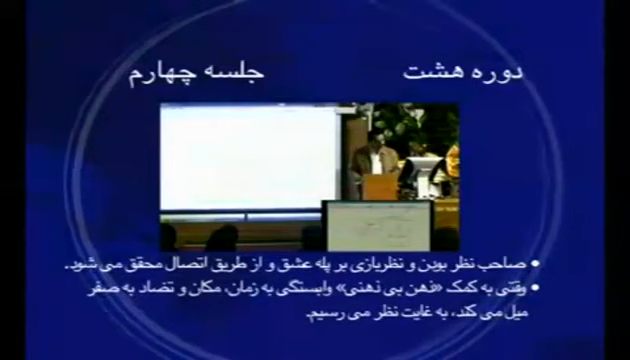 دوره هشت
جلسه چهارم
• صاحب نظر بودن و نظربازی بر پله عشق و از طریق اتصال محقق می شود.
• وقتی به کمک «ذهن بی ذهنی» وابستگی به زمان، مکان و تضاد به صفر
میل می کند، به غایت نظر می رسیم.